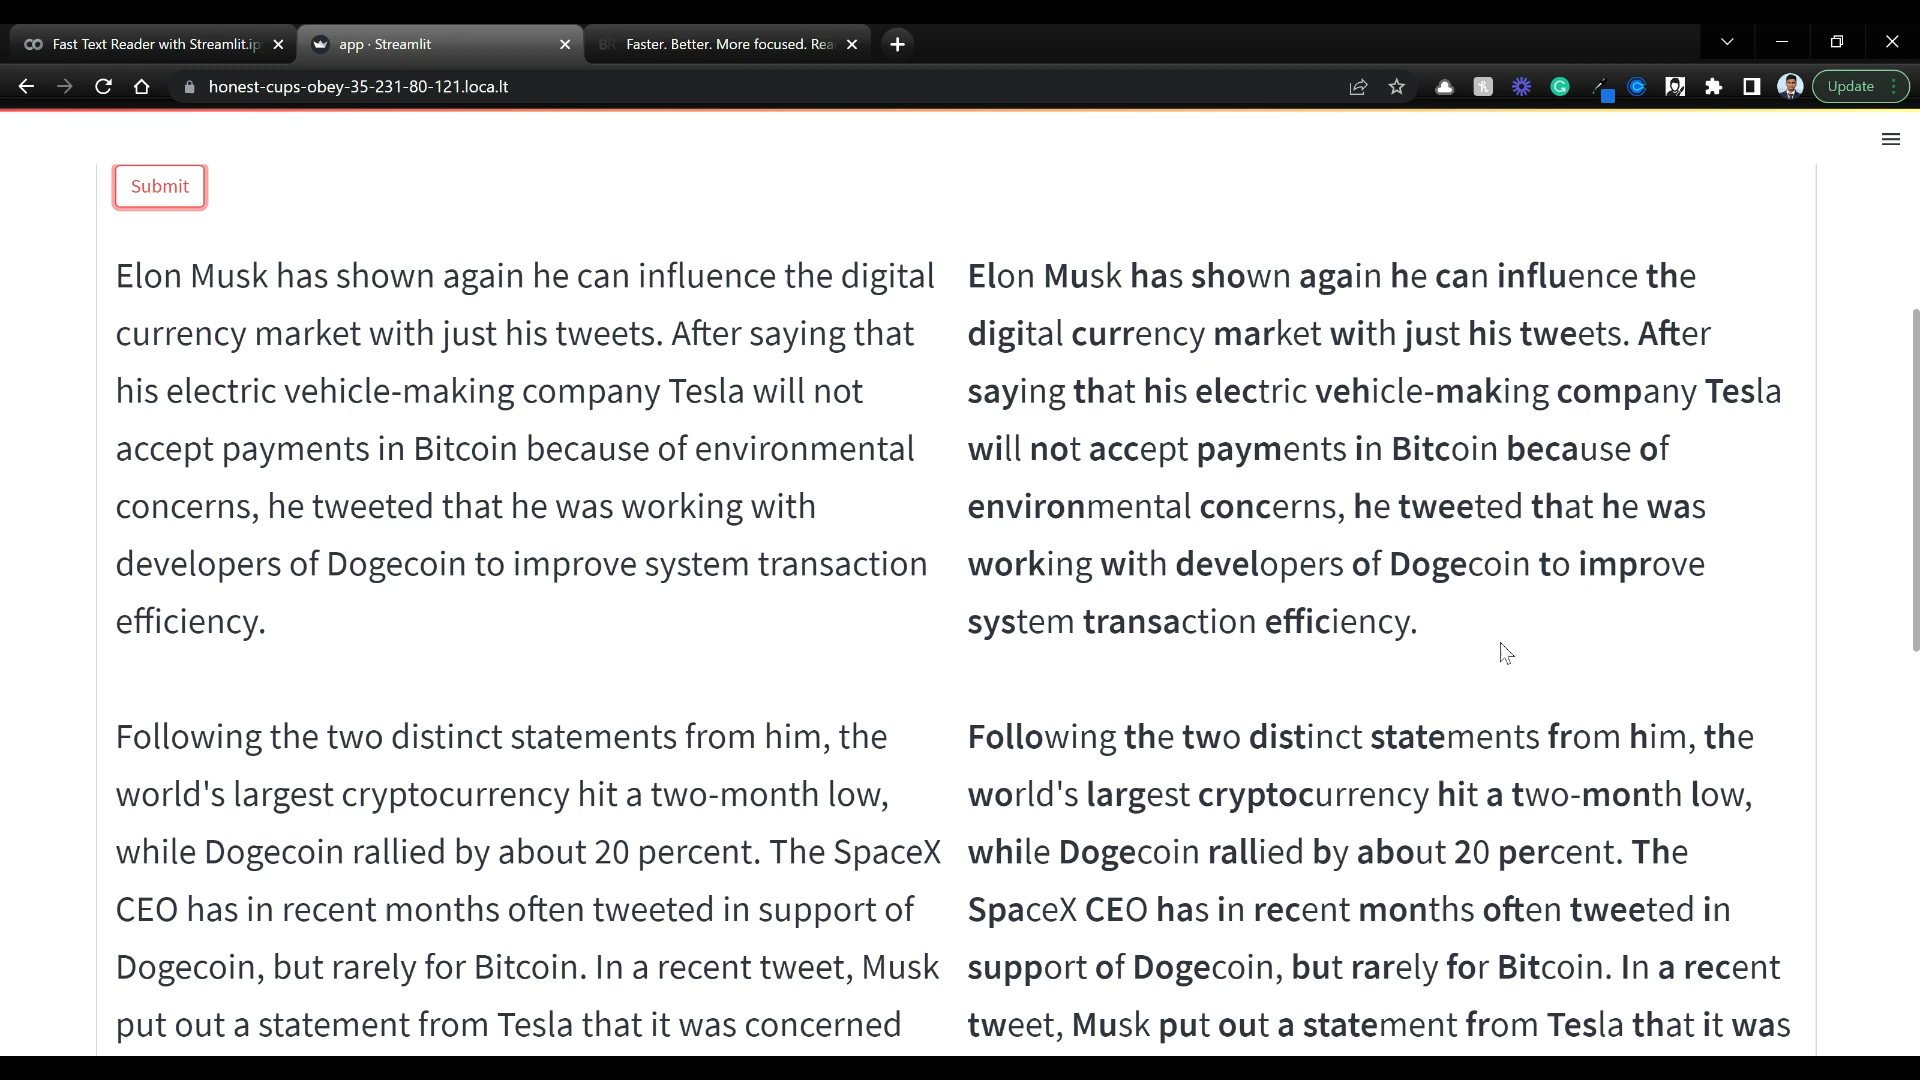 Fast Text Reader with Streamlit.ip
app · Streamlit
Faster. Better. More focused. Rea
honest-cups-obey-35-231-80-121.loca.lt
Update
Submit
Elon Musk has shown again he can influence the digital
currency market with just his tweets. After saying that
his electric vehicle-making company Tesla will not
accept payments in Bitcoin because of environmental
concerns, he tweeted that he was working with
developers of Dogecoin to improve system transaction
efficiency.
Following the two distinct statements from him, the
world's largest cryptocurrency hit a two-month low,
while Dogecoin rallied by about 20 percent. The SpaceX
CEO has in recent months often tweeted in support of
Dogecoin, but rarely for Bitcoin. In a recent tweet, Musk
put out a statement from Tesla that it was concerned
Elon Musk has shown again he can influence the
digital currency market with just his tweets. After
saying that his electric vehicle-making company Tesla
will not accept payments in Bitcoin because of
environmental concerns, he tweeted that he was
working with developers of Dogecoin to improve
system transaction efficiency.
Following the two distinct statements from him, the
world's largest cryptocurrency hit a two-month low,
while Dogecoin rallied by about 20 percent. The
SpaceX CEO has in recent months often tweeted in
support of Dogecoin, but rarely for Bitcoin. In a recent
tweet, Musk put out a statement from Tesla that it was